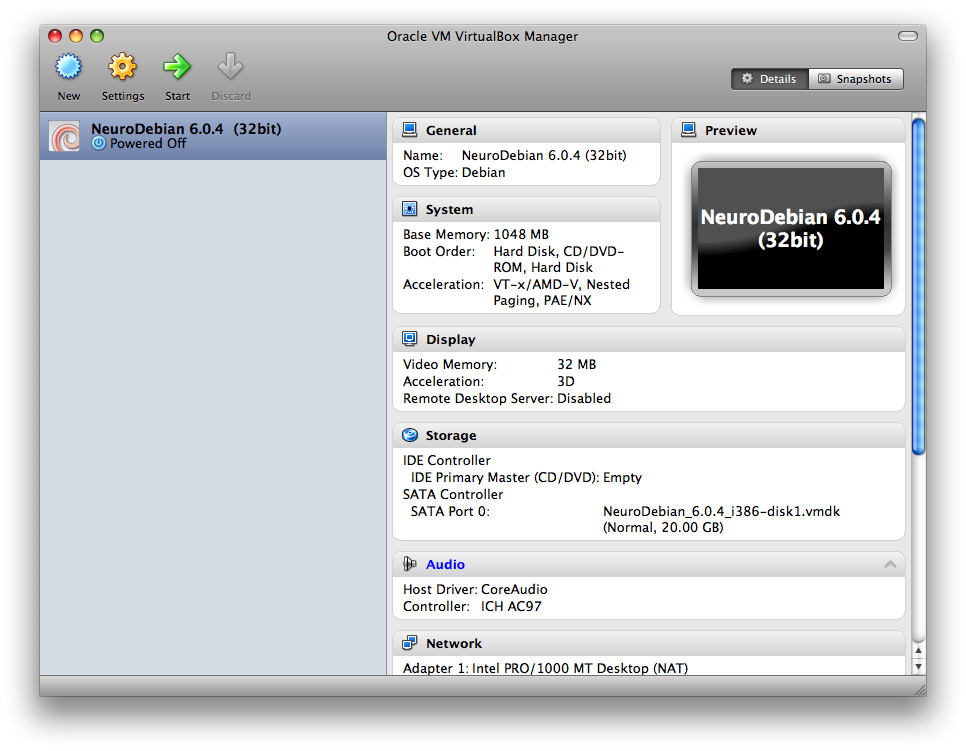 Oracle VM VirtualBox Manager
New
Settings
Start
Discard
Details
Snapshots
NeuroDebian 6.0.4 (32bit)
Powered Off
General
Name: NeuroDebian 6.0.4 (32bit)
OS Type: Debian
System
Base Memory: 1048 MB
Boot Order: Hard Disk, CD/DVD-
ROM, Hard Disk
Acceleration: VT-x/AMD-V, Nested
Paging, PAE/NX
Preview
NeuroDebian 6.0.4
(32bit)
Display
Video Memory: 32 MB
Acceleration: 3D
Remote Desktop Server: Disabled
Storage
IDE Controller
IDE Primary Master (CD/DVD): Empty
SATA Controller
SATA Port 0: NeuroDebian_6.0.4_i386-disk1.vmdk
(Normal, 20.00 GB)
Audio
Host Driver: CoreAudio
Controller: ICH AC97
Network
Adapter 1: Intel PRO/1000 MT Desktop (NAT)